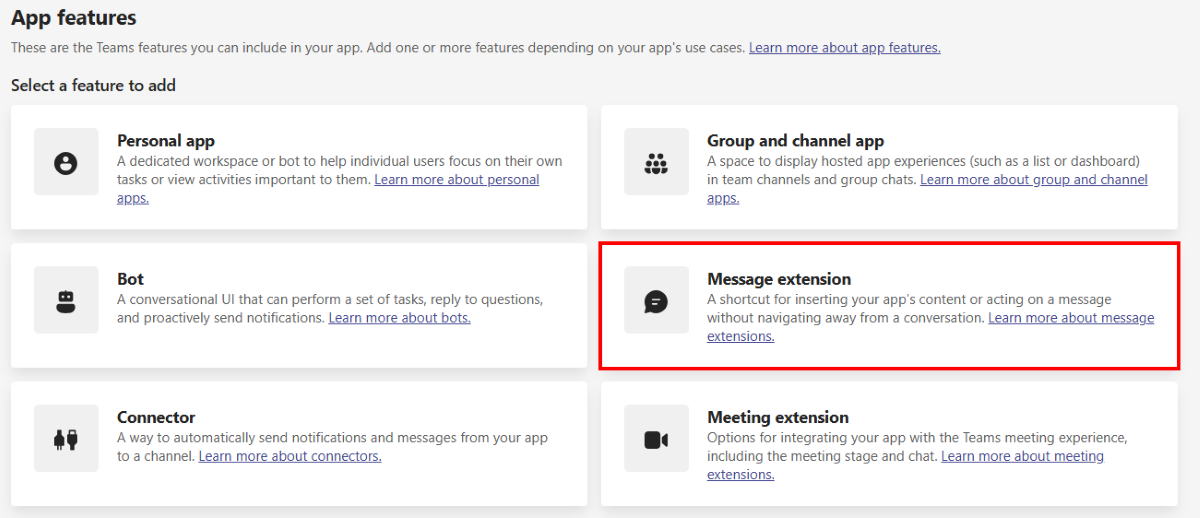 App features
These are the Teams features you can include in your app. Add one or more features depending on your app's use cases. Learn more about app features.
Select a feature to add
Personal app
A dedicated workspace or bot to help individual users focus on their own
tasks or view activities important to them. Learn more about personal
apps.
Group and channel app
A space to display hosted app experiences (such as a list or dashboard)
in team channels and group chats. Learn more about group and channel
apps.
Bot
A conversational UI that can perform a set of tasks, reply to questions,
and proactively send notifications. Learn more about bots.
Message extension
A shortcut for inserting your app's content or acting on a message
without navigating away from a conversation. Learn more about message
extensions.
Connector
A way to automatically send notifications and messages from your app
to a channel. Learn more about connectors.
Meeting extension
Options for integrating your app with the Teams meeting experience,
including the meeting stage and chat. Learn more about meeting
extensions.